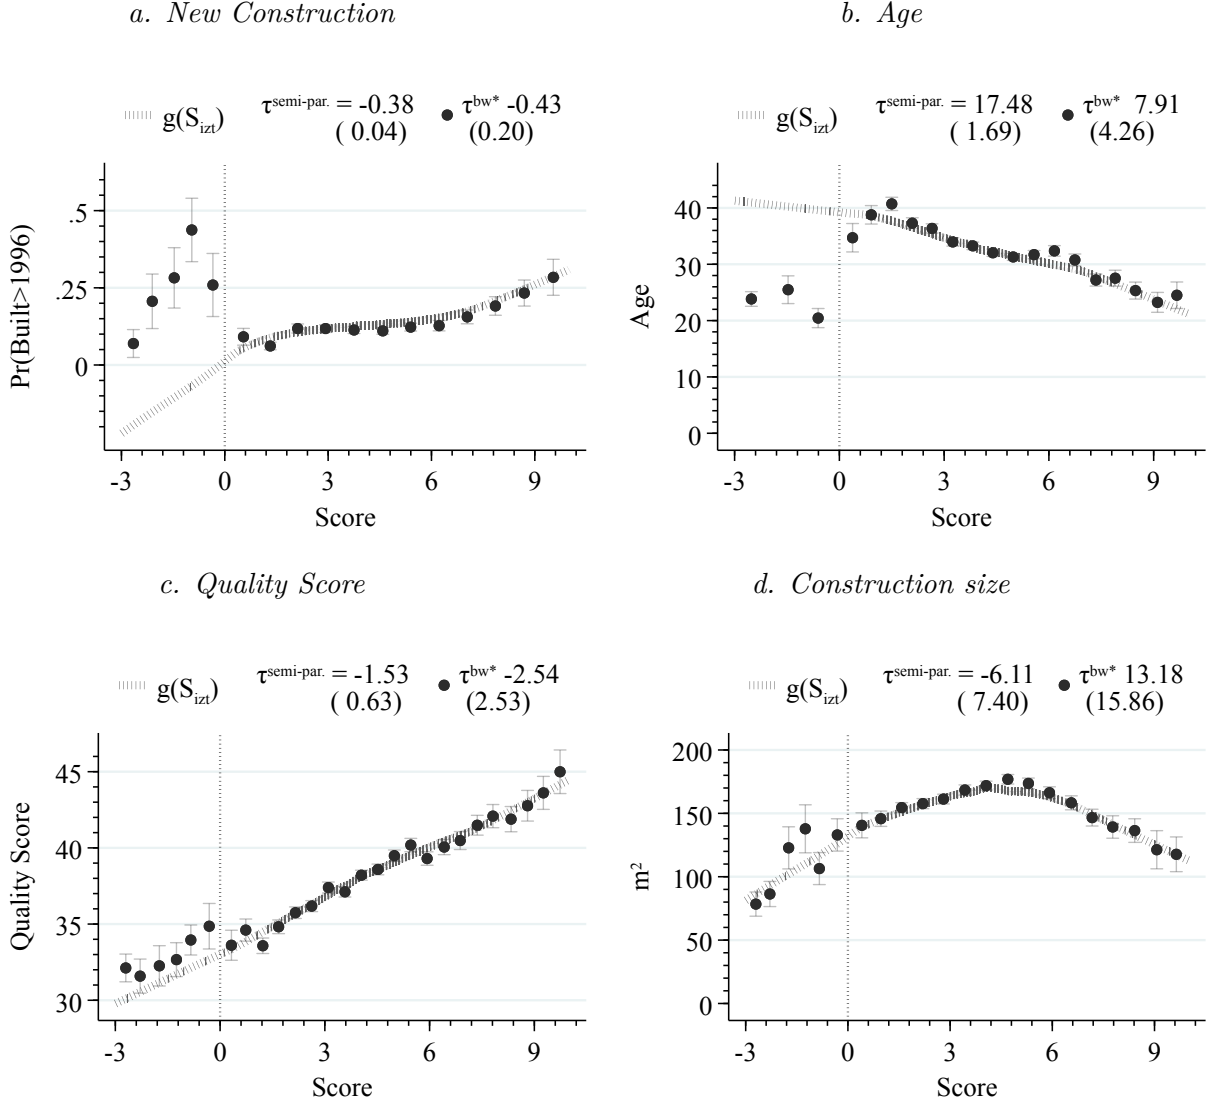 a. New Construction
g(S_izt) τ^semi-par. = -0.38 τ^bw* -0.43
( 0.04) (0.20)
Pr(Built>1996)
.5
.25
0
-3 0 3 6 9
Score
b. Age
g(S_izt) τ^semi-par. = 17.48 τ^bw* 7.91
( 1.69) (4.26)
Age
40
30
20
10
0
-3 0 3 6 9
Score
c. Quality Score
g(S_izt) τ^semi-par. = -1.53 τ^bw* -2.54
( 0.63) (2.53)
Quality Score
45
40
35
30
-3 0 3 6 9
Score
d. Construction size
g(S_izt) τ^semi-par. = -6.11 τ^bw* 13.18
( 7.40) (15.86)
m²
200
150
100
50
0
-3 0 3 6 9
Score